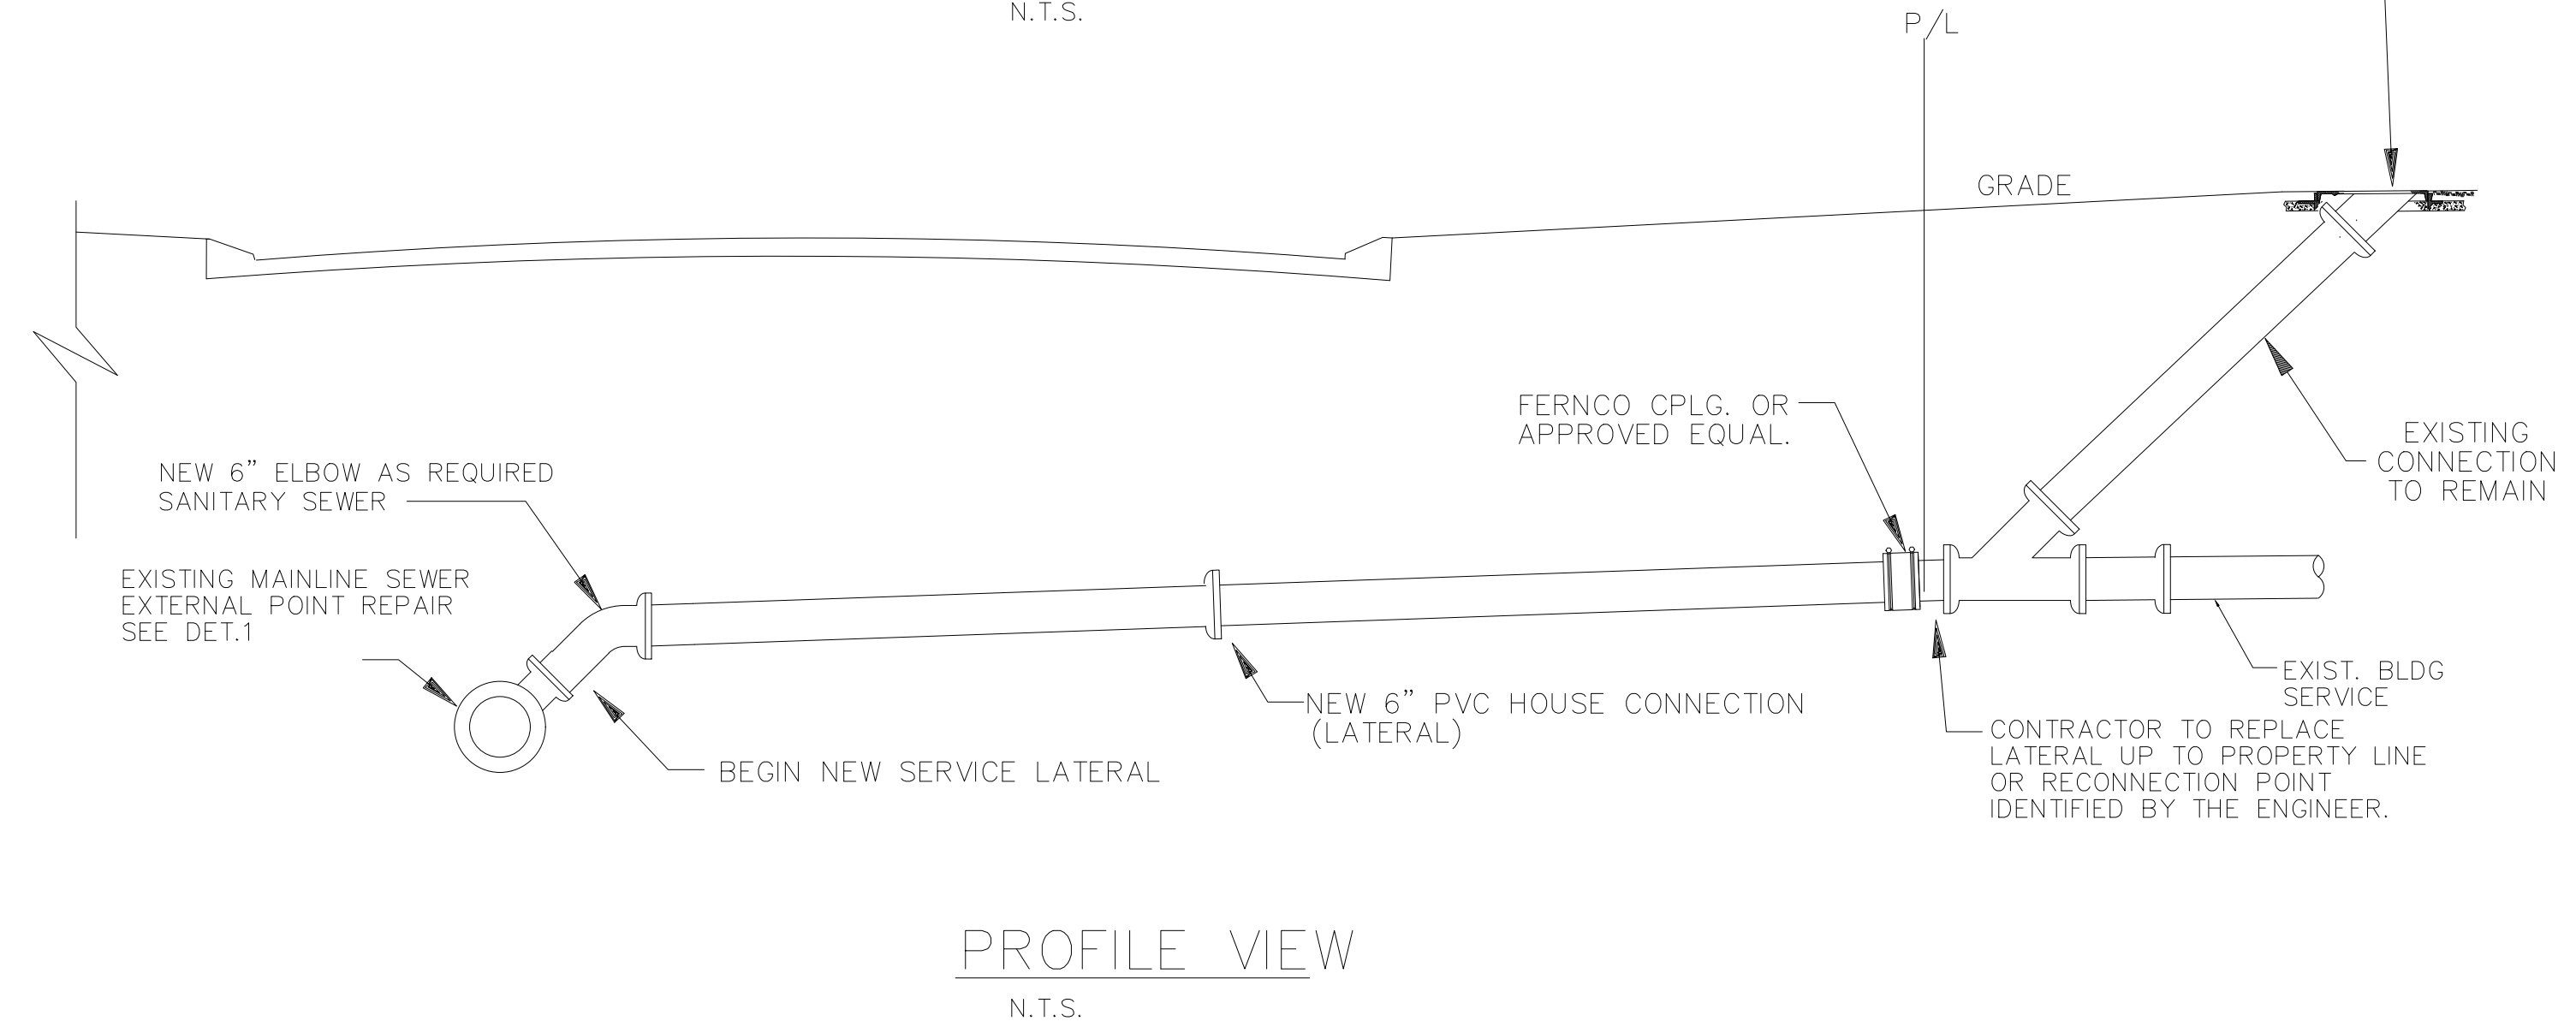 N.T.S.
P/L
GRADE
FERNCO CPLG. OR
APPROVED EQUAL.
EXISTING
CONNECTION
TO REMAIN
NEW 6” ELBOW AS REQUIRED
SANITARY SEWER
EXISTING MAINLINE SEWER
EXTERNAL POINT REPAIR
SEE DET.1
EXIST. BLDG
SERVICE
NEW 6” PVC HOUSE CONNECTION
(LATERAL)
CONTRACTOR TO REPLACE
LATERAL UP TO PROPERTY LINE
OR RECONNECTION POINT
IDENTIFIED BY THE ENGINEER.
BEGIN NEW SERVICE LATERAL
PROFILE VIEW
N.T.S.